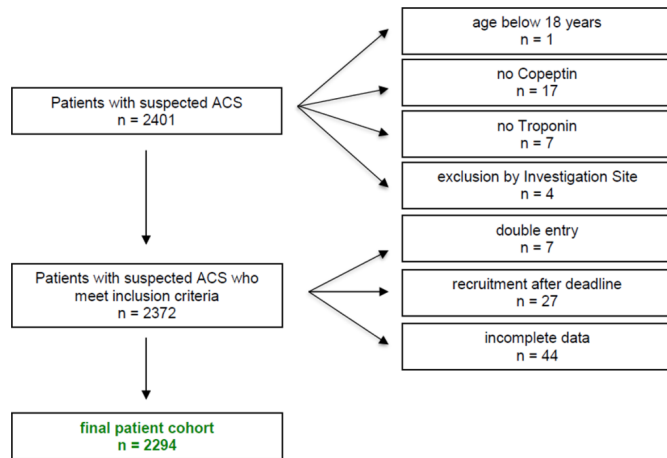 age below 18 years
n = 1
Patients with suspected ACS
n = 2401
no Copeptin
n = 17
no Troponin
n = 7
exclusion by Investigation Site
n = 4
double entry
n = 7
Patients with suspected ACS who
meet inclusion criteria
n = 2372
recruitment after deadline
n = 27
incomplete data
n = 44
final patient cohort
n = 2294